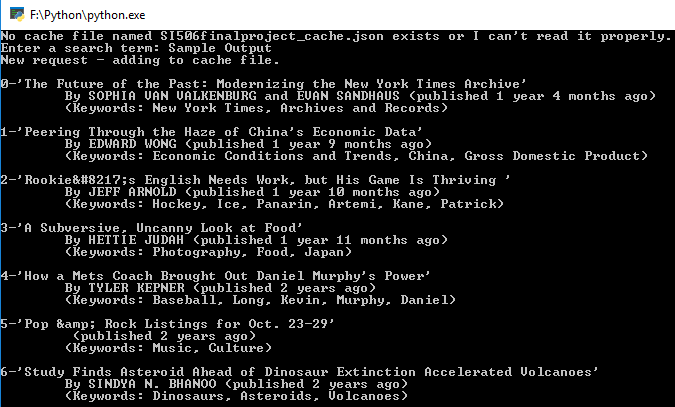 F:\Python\python.exe
No cache file named SI506finalproject_cache.json exists or I can't read it properly.
Enter a search term: Sample Output
New request - adding to cache file.
0-'The Future of the Past: Modernizing the New York Times Archive'
By SOPHIA VAN VALKENBURG and EVAN SANDHAUS (published 1 year 4 months ago)
(Keywords: New York Times, Archives and Records)
1-'Peering Through the Haze of China's Economic Data'
By EDWARD WONG (published 1 year 9 months ago)
(Keywords: Economic Conditions and Trends, China, Gross Domestic Product)
2-'Rookie&#8217;s English Needs Work, but His Game Is Thriving '
By JEFF ARNOLD (published 1 year 10 months ago)
(Keywords: Hockey, Ice, Panarin, Artemi, Kane, Patrick)
3-'A Subversive, Uncanny Look at Food'
By HETTIE JUDAH (published 1 year 11 months ago)
(Keywords: Photography, Food, Japan)
4-'How a Mets Coach Brought Out Daniel Murphy's Power'
By TYLER KEPNER (published 2 years ago)
(Keywords: Baseball, Long, Kevin, Murphy, Daniel)
5-'Pop &amp; Rock Listings for Oct. 23-29'
(published 2 years ago)
(Keywords: Music, Culture)
6-'Study Finds Asteroid Ahead of Dinosaur Extinction Accelerated Volcanoes'
By SINDYA N. BHANOO (published 2 years ago)
(Keywords: Dinosaurs, Asteroids, Volcanoes)